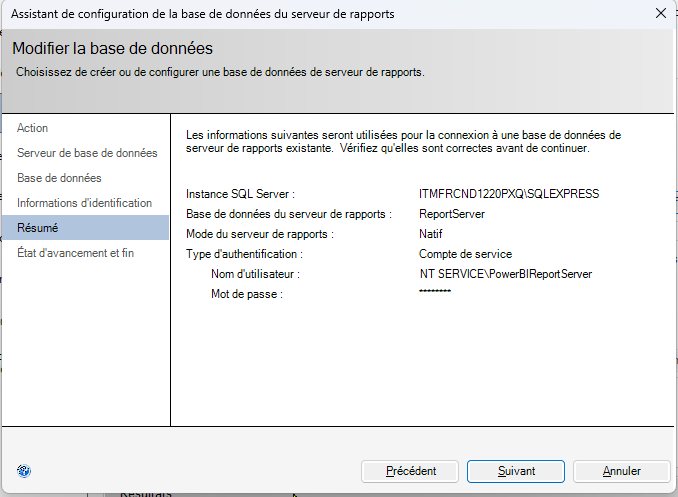 Assistant de configuration de la base de données du serveur de rapports
Modifier la base de données
Choisissez de créer ou de configurer une base de données de serveur de rapports.
Action
Serveur de base de données
Base de données
Informations d'identification
Résumé
État d'avancement et fin
Les informations suivantes seront utilisées pour la connexion à une base de données de
serveur de rapports existante. Vérifiez qu'elles sont correctes avant de continuer.
Instance SQL Server : ITMFRCND1220PXQ\SQLEXPRESS
Base de données du serveur de rapports : ReportServer
Mode du serveur de rapports : Natif
Type d'authentification : Compte de service
Nom d'utilisateur : NT SERVICE\PowerBIReportServer
Mot de passe : ********
Précédent Suivant Annuler